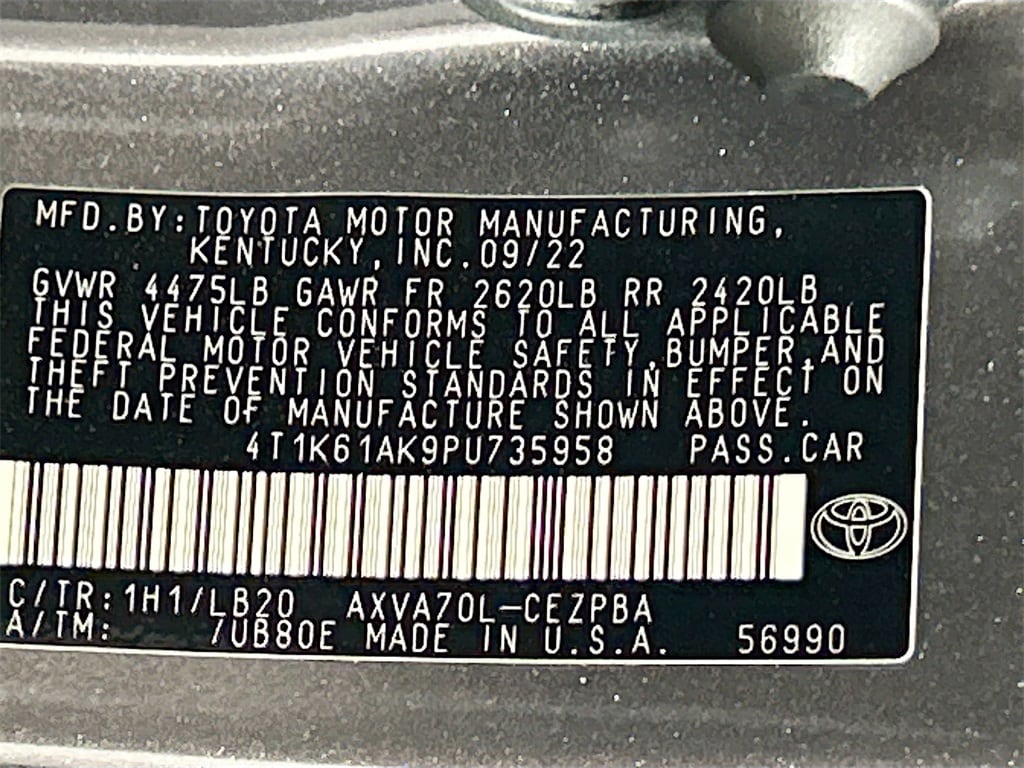 MFD.BY:TOYOTA MOTOR MANUFACTURING,
KENTUCKY, INC. 09/22
GVWR 4475LB GAWR FR 2620LB RR 2420LB
THIS VEHICLE CONFORMS TO ALL APPLICABLE
FEDERAL MOTOR VEHICLE SAFETY,BUMPER,AND
THEFT PREVENTION STANDARDS IN EFFECT ON
THE DATE OF MANUFACTURE SHOWN ABOVE.
4T1K61AK9PU735958 PASS.CAR
C/TR:1H1/LB20 AXVA70L-CEZPBA
A/TM: 7UB80E MADE IN U.S.A. 56990